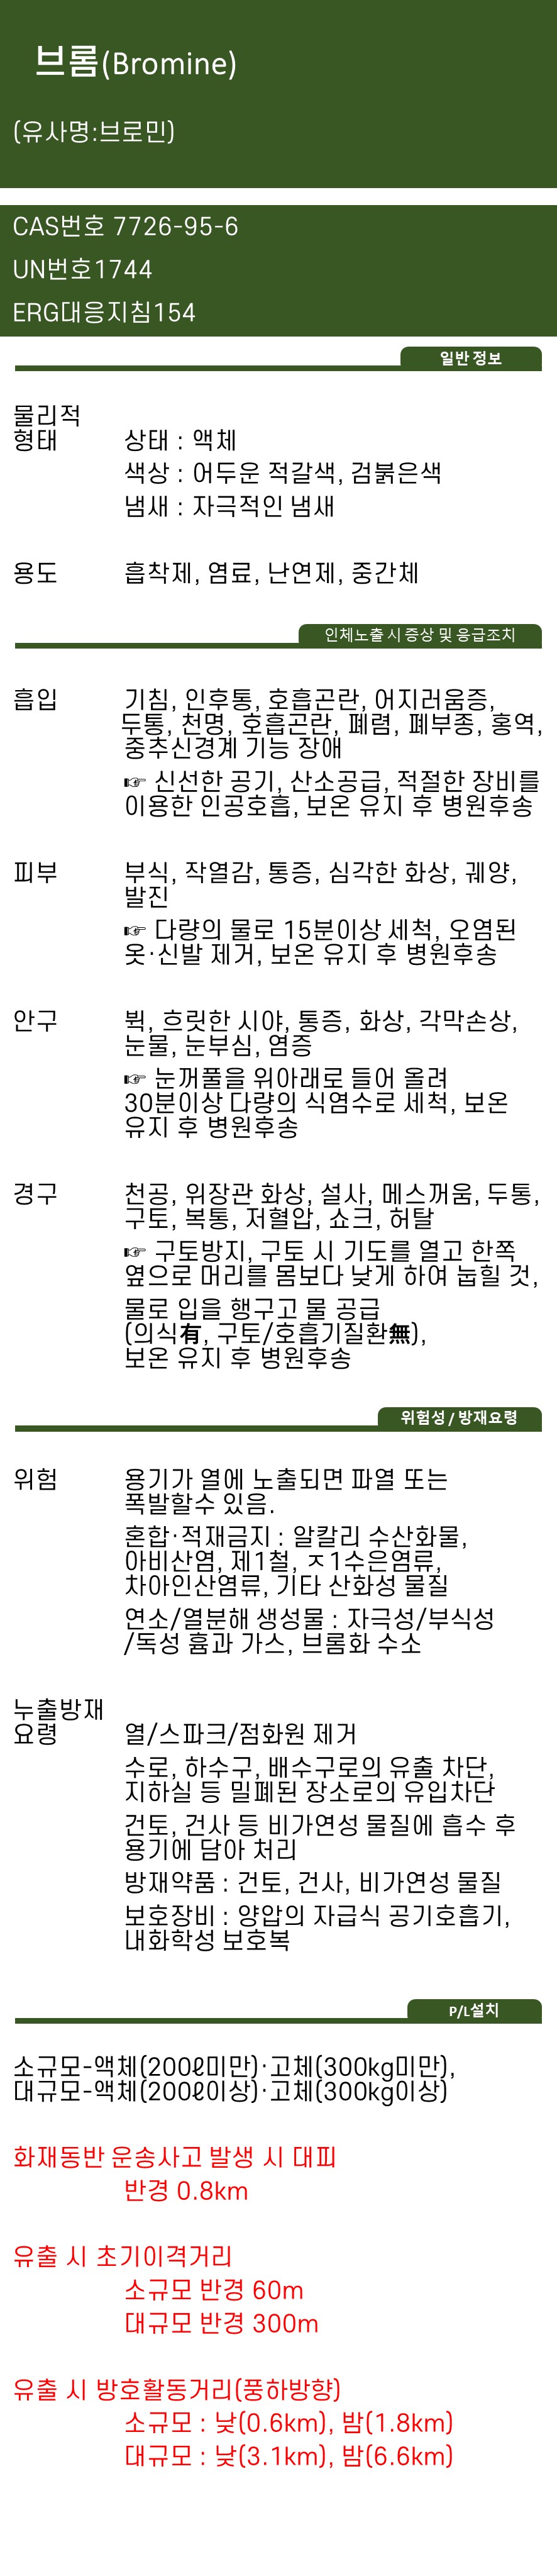 브롬(Bromine)
(유사명:브로민)
CAS번호 7726-95-6
UN번호1744
ERG대응지침154
일반 정보
물리적
형태 상태 : 액체
색상 : 어두운 적갈색, 검붉은색
냄새 : 자극적인 냄새
용도 흡착제, 염료, 난연제, 중간체
인체노출 시 증상 및 응급조치
흡입 기침, 인후통, 호흡곤란, 어지러움증,
두통, 천명, 호흡곤란, 폐렴, 폐부종, 홍역,
중추신경계 기능 장애
☞ 신선한 공기, 산소공급, 적절한 장비를
이용한 인공호흡, 보온 유지 후 병원후송
피부 부식, 작열감, 통증, 심각한 화상, 궤양,
발진
☞ 다량의 물로 15분이상 세척, 오염된
옷·신발 제거, 보온 유지 후 병원후송
안구 뷕, 흐릿한 시야, 통증, 화상, 각막손상,
눈물, 눈부심, 염증
☞ 눈꺼풀을 위아래로 들어 올려
30분이상 다량의 식염수로 세척, 보온
유지 후 병원후송
경구 천공, 위장관 화상, 설사, 메스꺼움, 두통,
구토, 복통, 저혈압, 쇼크, 허탈
☞ 구토방지, 구토 시 기도를 열고 한쪽
옆으로 머리를 몸보다 낮게 하여 눕힐 것,
물로 입을 행구고 물 공급
(의식有, 구토/호흡기질환無),
보온 유지 후 병원후송
위험성 / 방재요령
위험 용기가 열에 노출되면 파열 또는
폭발할수 있음.
혼합·적재금지 : 알칼리 수산화물,
아비산염, 제1철, ㅈ1수은염류,
차아인산염류, 기타 산화성 물질
연소/열분해 생성물 : 자극성/부식성
/독성 흄과 가스, 브롬화 수소
누출방재
요령 열/스파크/점화원 제거
수로, 하수구, 배수구로의 유출 차단,
지하실 등 밀폐된 장소로의 유입차단
건토, 건사 등 비가연성 물질에 흡수 후
용기에 담아 처리
방재약품 : 건토, 건사, 비가연성 물질
보호장비 : 양압의 자급식 공기호흡기,
내화학성 보호복
P/L설치
소규모-액체(200ℓ미만)·고체(300kg미만),
대규모-액체(200ℓ이상)·고체(300kg이상)
화재동반 운송사고 발생 시 대피
반경 0.8km
유출 시 초기이격거리
소규모 반경 60m
대규모 반경 300m
유출 시 방호활동거리(풍하방향)
소규모 : 낮(0.6km), 밤(1.8km)
대규모 : 낮(3.1km), 밤(6.6km)